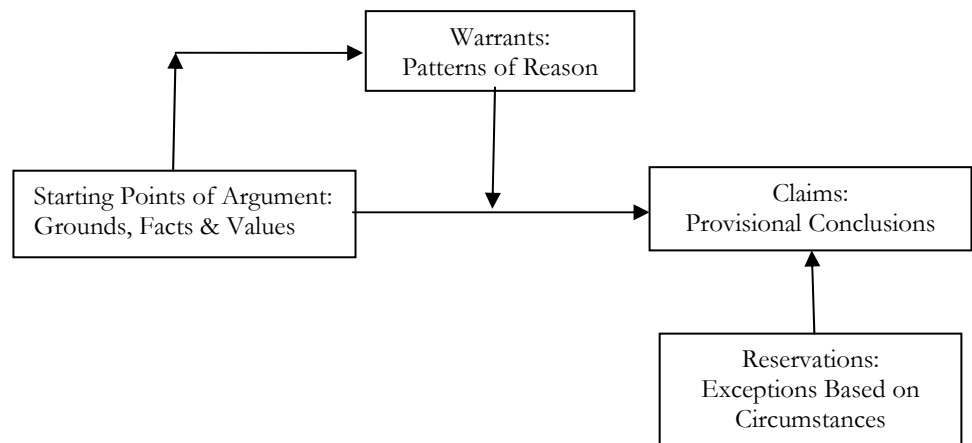 Warrants:
Patterns of Reason
Starting Points of Argument:
Grounds, Facts & Values
Claims:
Provisional Conclusions
Reservations:
Exceptions Based on
Circumstances